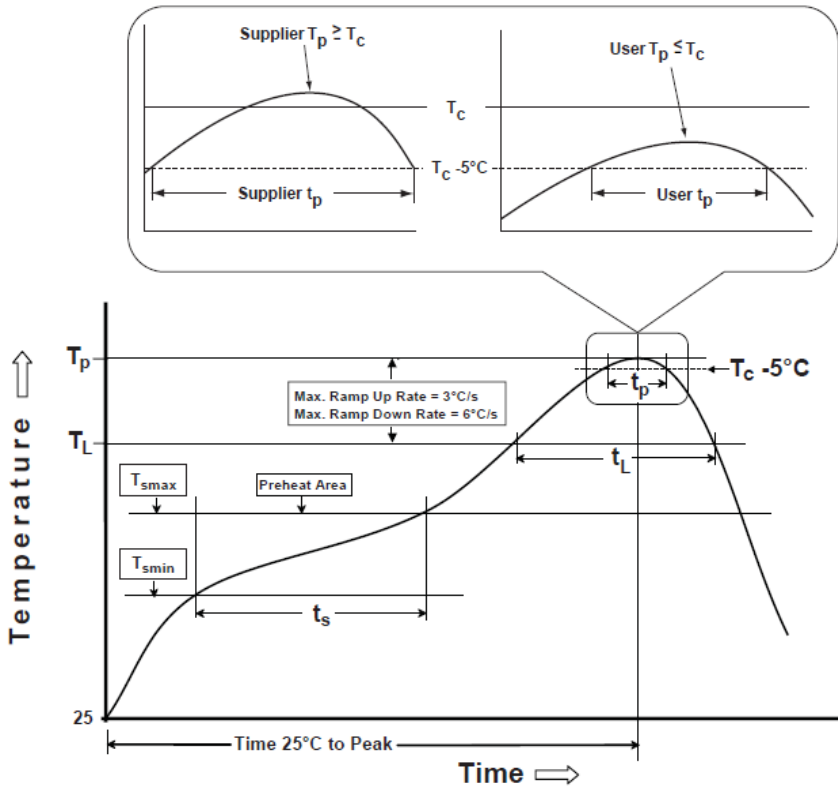 Supplier Tp ≥ Tc
User Tp ≤ Tc
Tc
Tc -5°C
Supplier tp
User tp
Tp
Tc -5°C
tp
Max. Ramp Up Rate = 3°C/s
Max. Ramp Down Rate = 6°C/s
TL
tL
Tsmax
Preheat Area
Tsmin
ts
Temperature
25
Time 25°C to Peak
Time